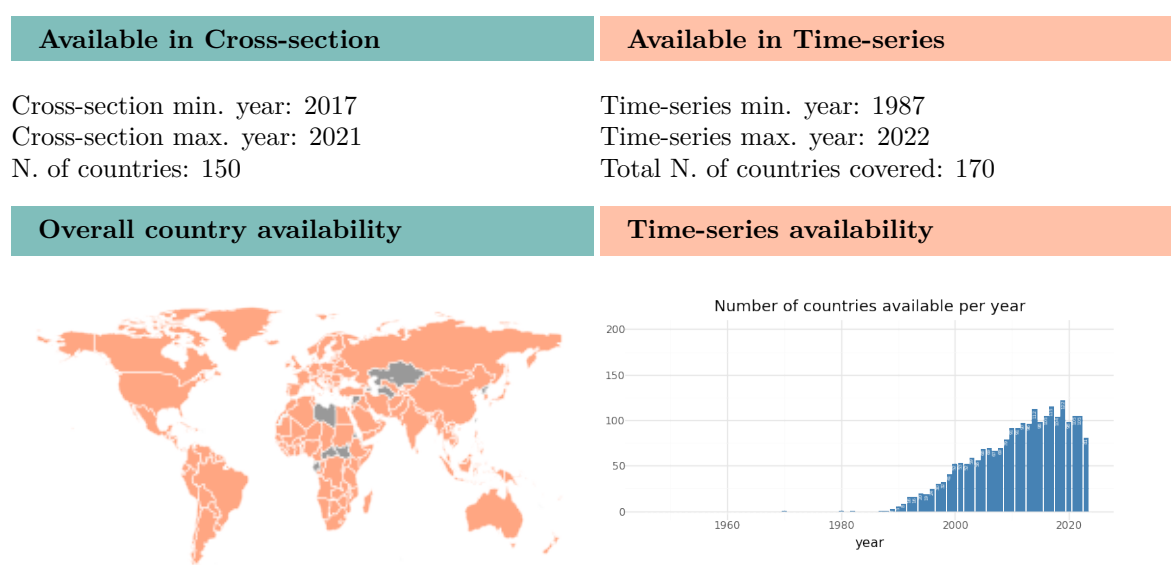 Available in Cross-section
Available in Time-series
Cross-section min. year: 2017
Cross-section max. year: 2021
N. of countries: 150
Time-series min. year: 1987
Time-series max. year: 2022
Total N. of countries covered: 170
Overall country availability
Time-series availability
Number of countries available per year
200
150
100
50
0
1960
1980
2000
2020
year